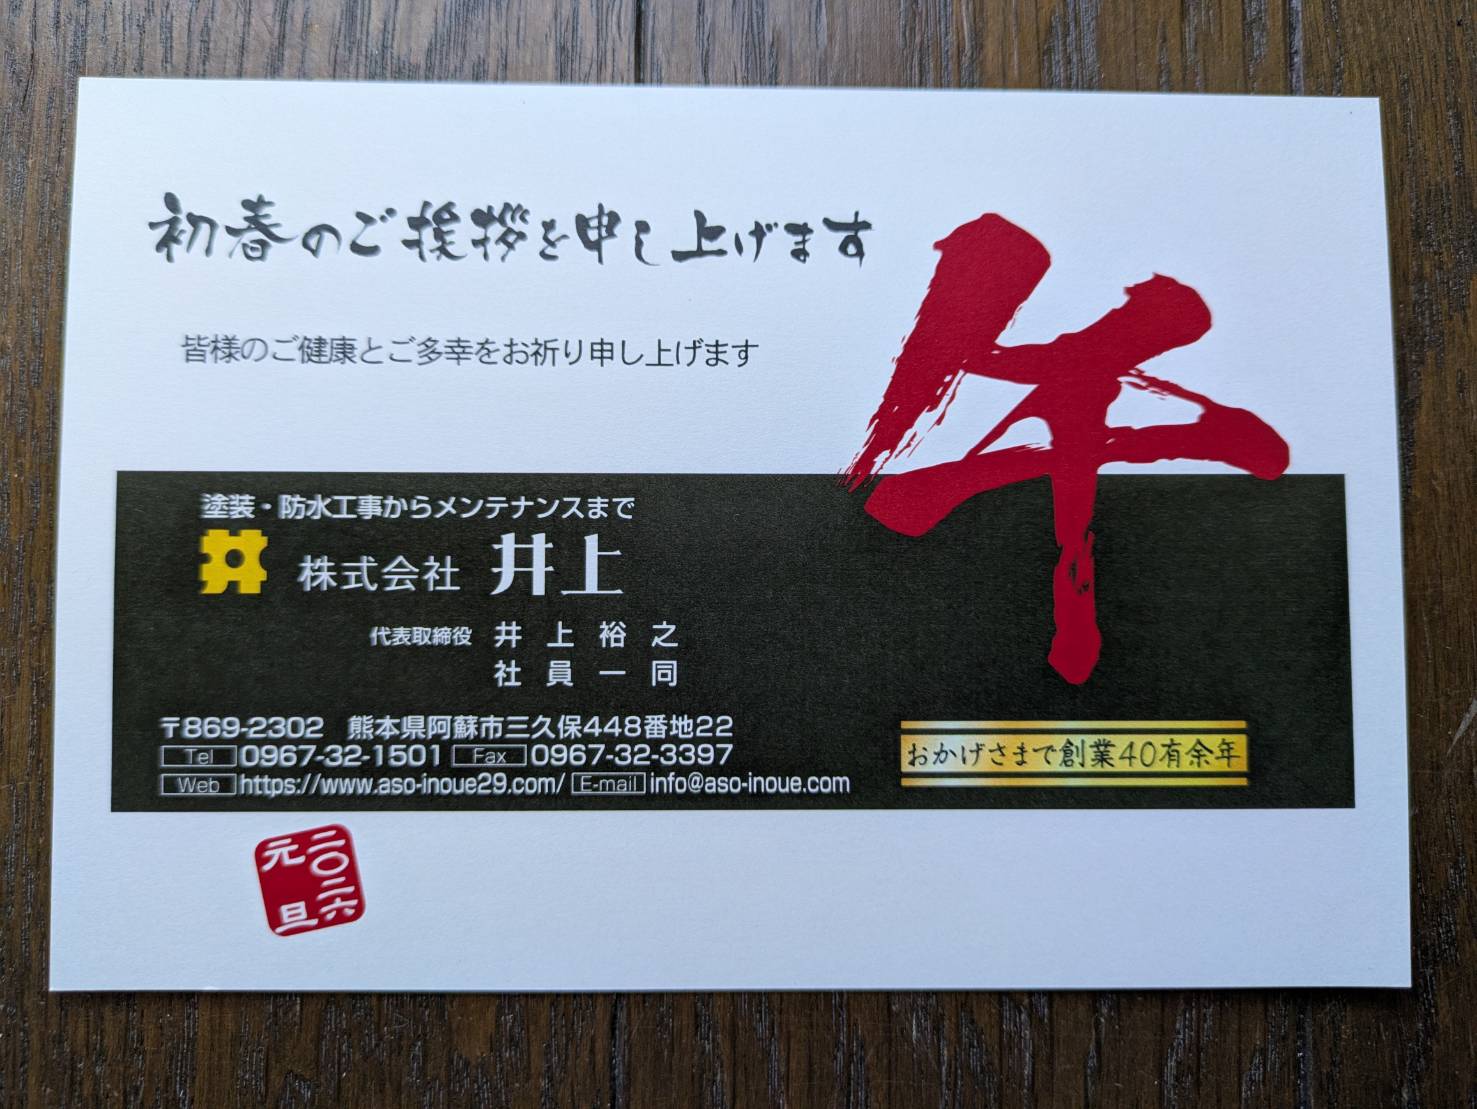 初春のご挨拶を申し上げます
皆様のご健康とご多幸をお祈り申し上げます
午
塗装・防水工事からメンテナンスまで
株式会社 井上
代表取締役 井上裕之
社員一同
〒869-2302 熊本県阿蘇市三久保448番地22
Tel 0967-32-1501 Fax 0967-32-3397
Web https://www.aso-inoue29.com/ E-mail info@aso-inoue.com
おかげさまで創業40有余年
二〇二六
元旦